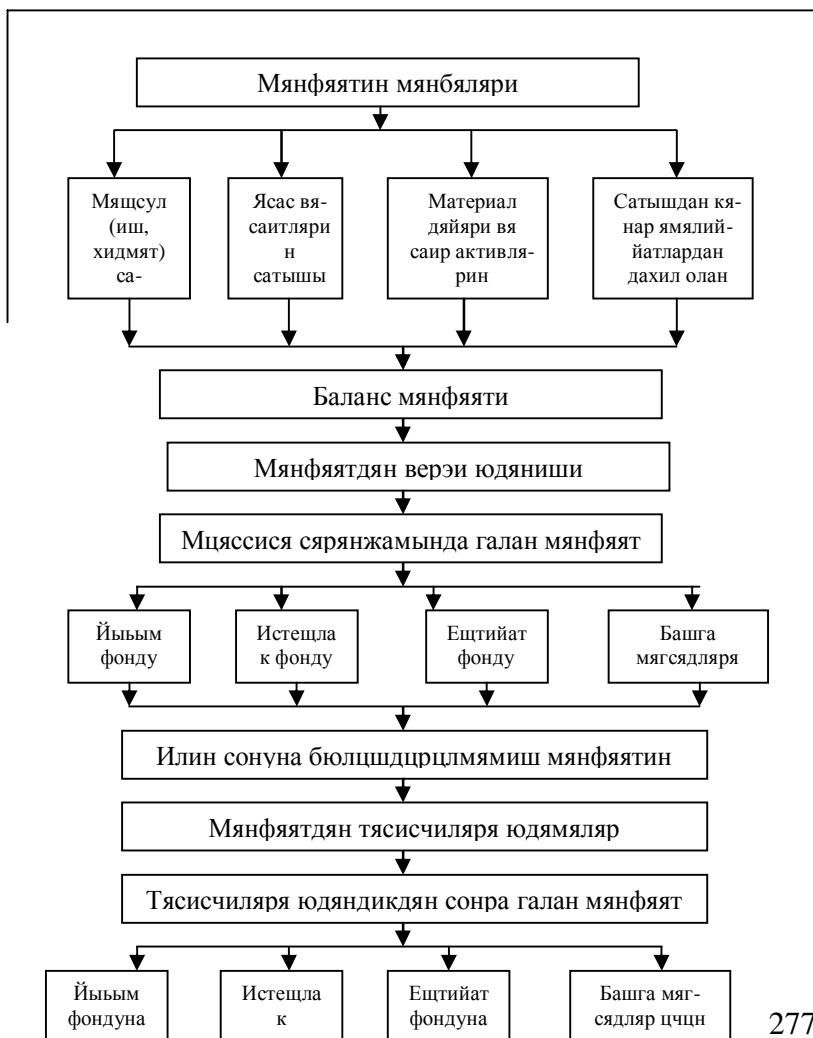 Мянфяятин мянбяляри
Мящсул
(иш,
хидмят)
са-
Ясас вя-
саитляри
н
сатышы
Материал
дяйяри вя
саир активля-
рин
Сатышдан кя-
нар ямялий-
йатлардан
дахил олан
Баланс мянфяяти
Мянфяятдян верэи юдяниши
Мцяссися сярянжамында галан мянфяят
Йыьым
фонду
Истещла
к фонду
Ещтийат
фонду
Башга
мягсядляря
Илин сонуна бюлцшдцрцлмямиш мянфяятин
Мянфяятдян тясисчиляря юдямяляр
Тясисчиляря юдяндикдян сонра галан мянфяят
Йыьым
фондуна
Истещла
к
Ещтийат
фондуна
Башга мяг-
сядляр цчцн
277